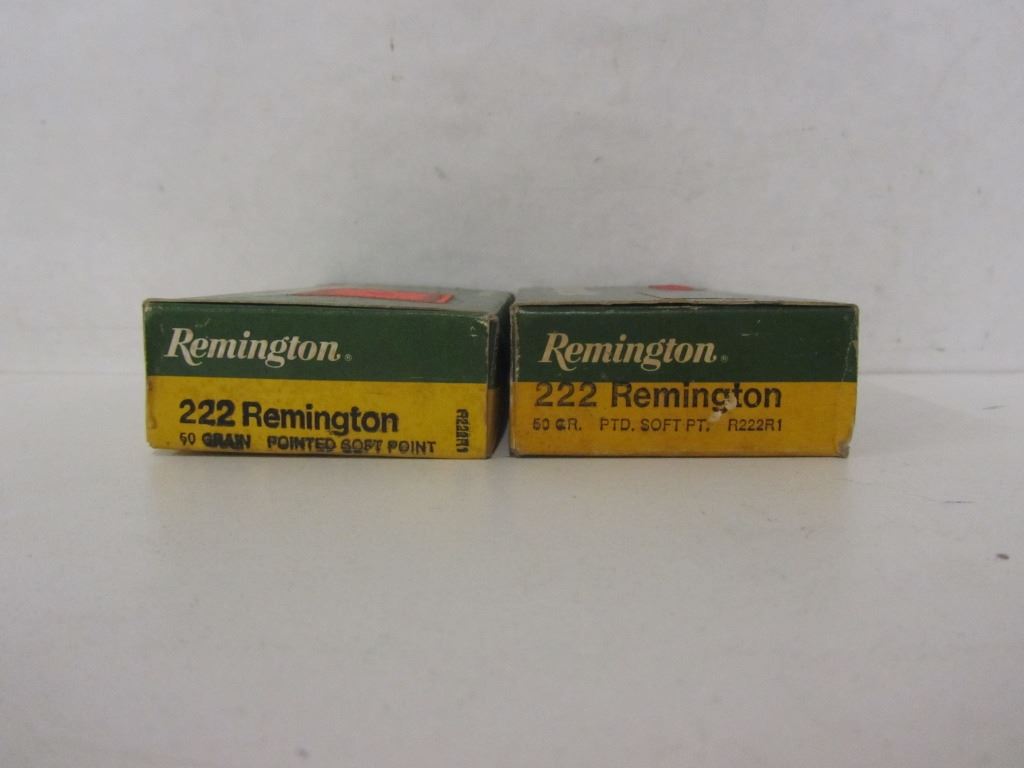 Remington®
222 Remington
50 GRAIN POINTED SOFT POINT
R222R1
Remington®
222 Remington
50 GR. PTD. SOFT PT. R222R1